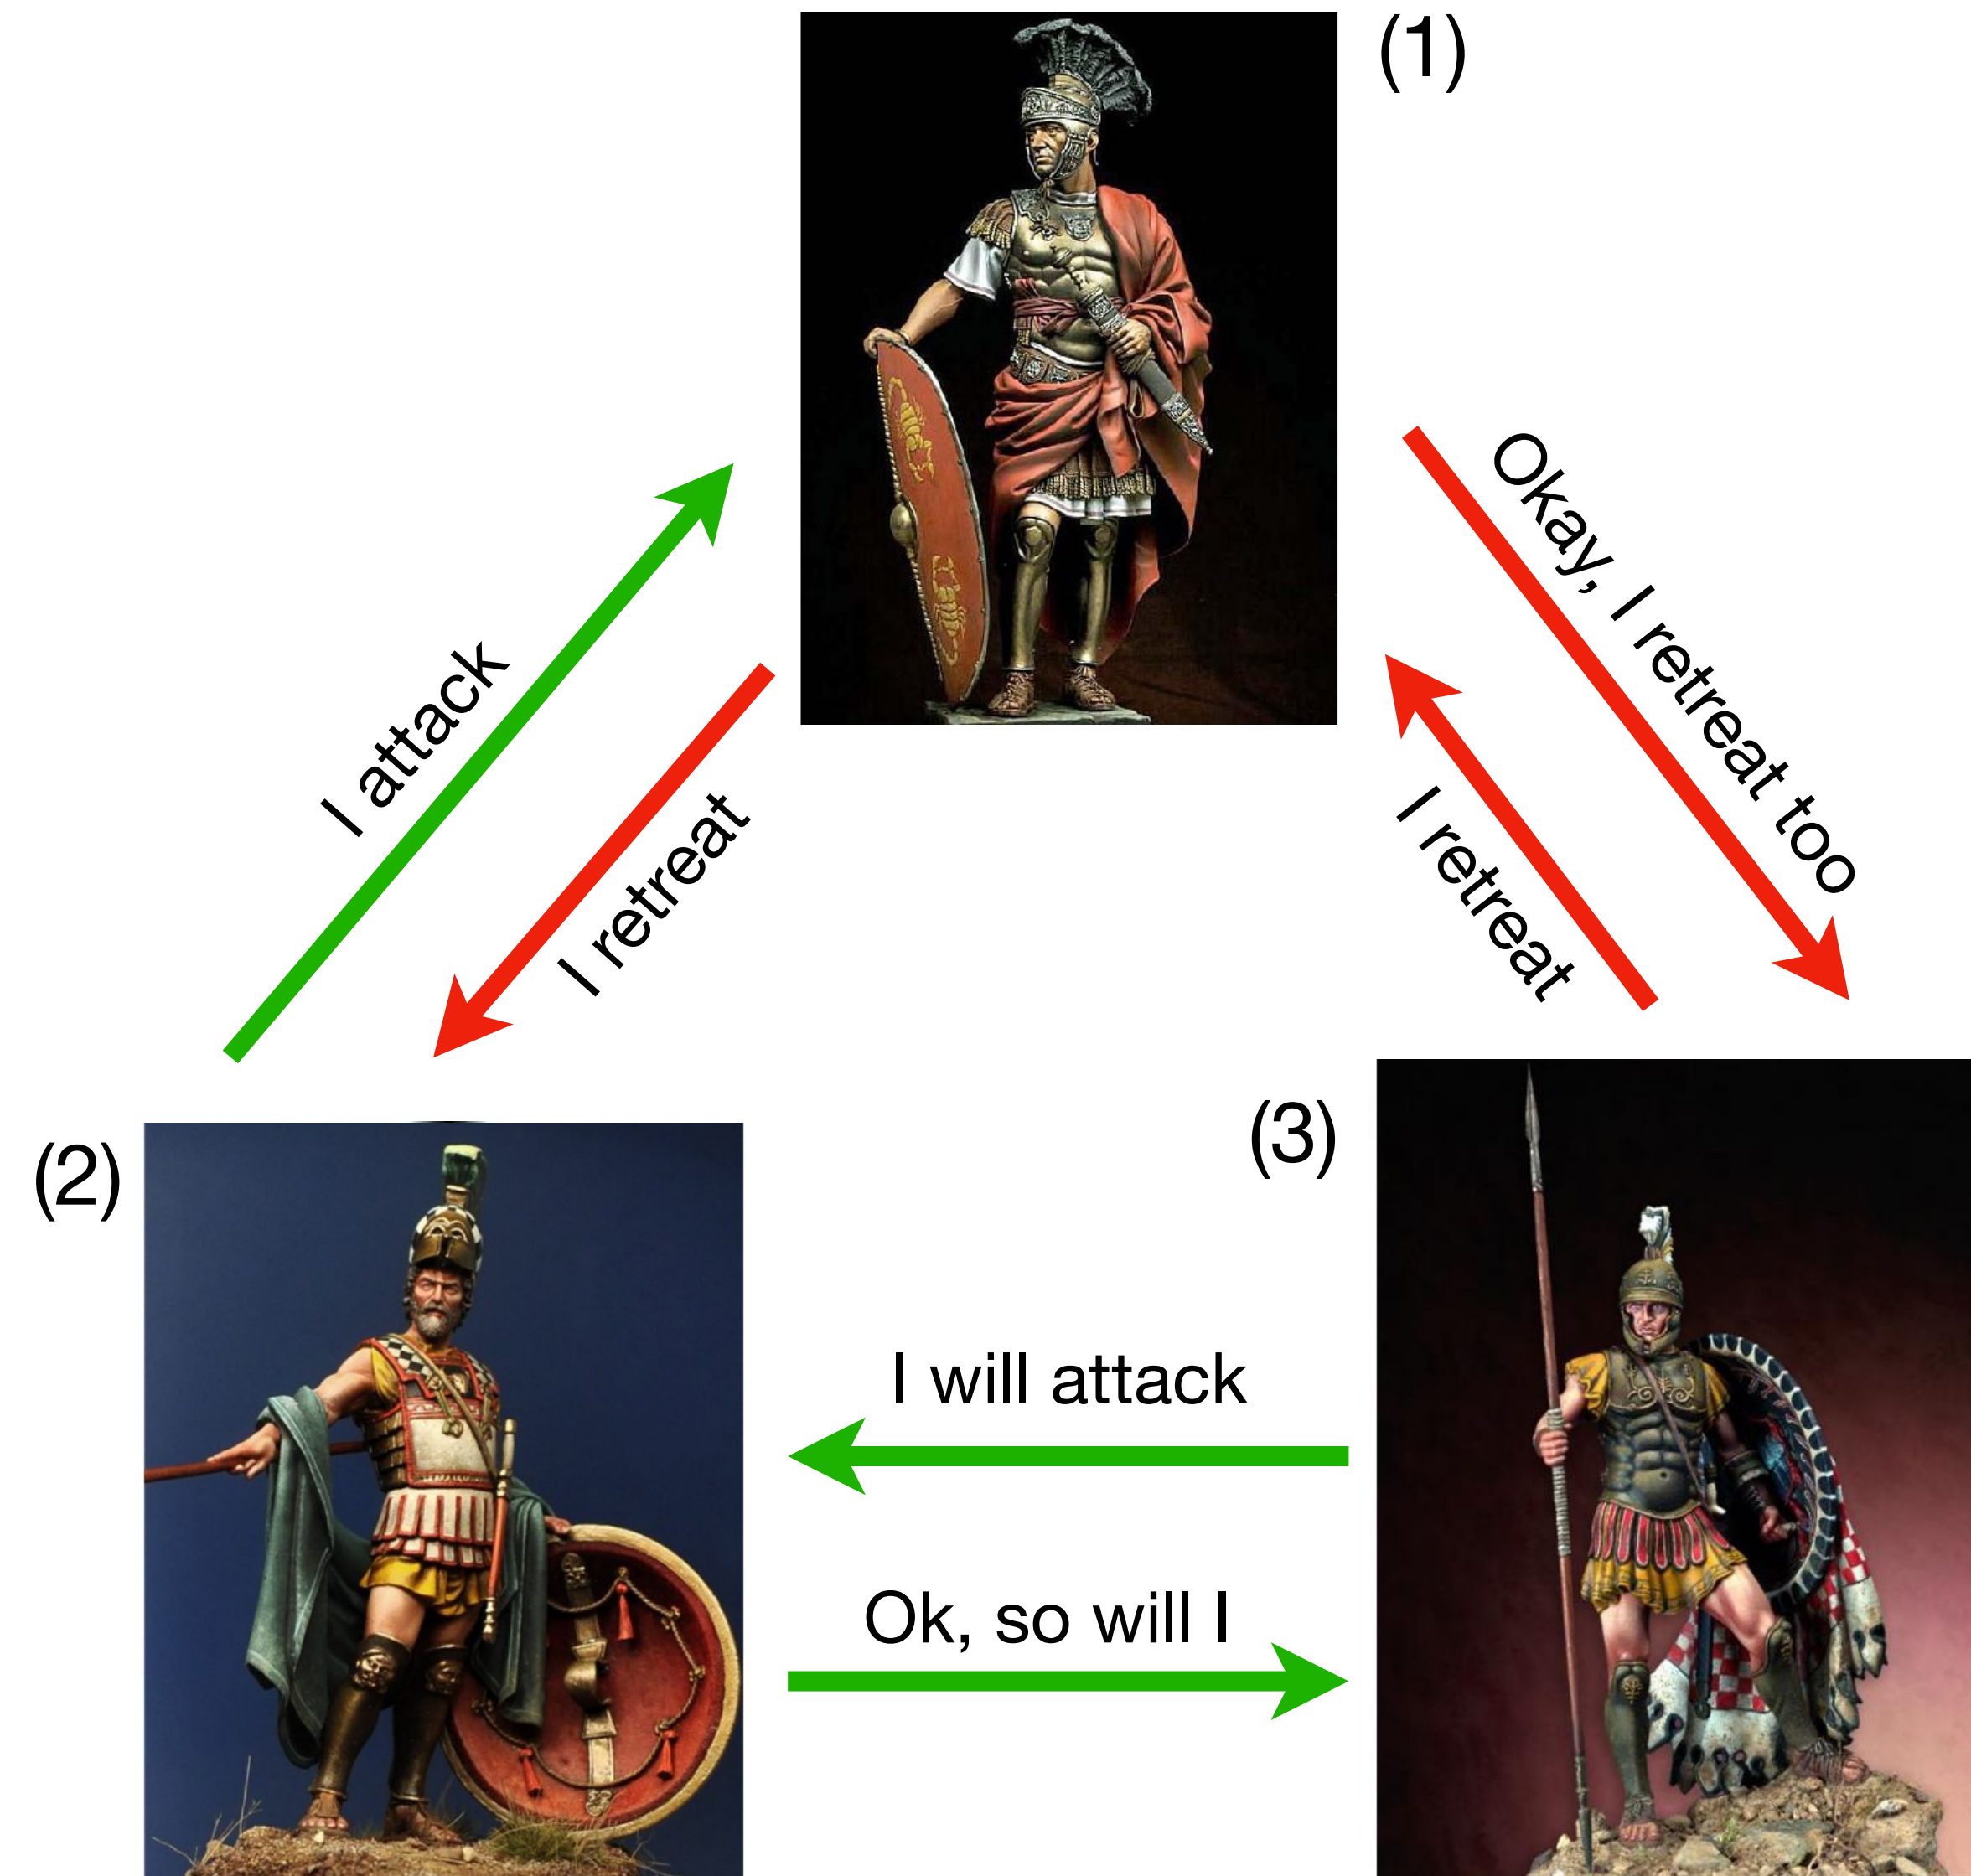 (1)
I attack
I retreat
Okay, I retreat too
I retreat
(2)
(3)
I will attack
Ok, so will I